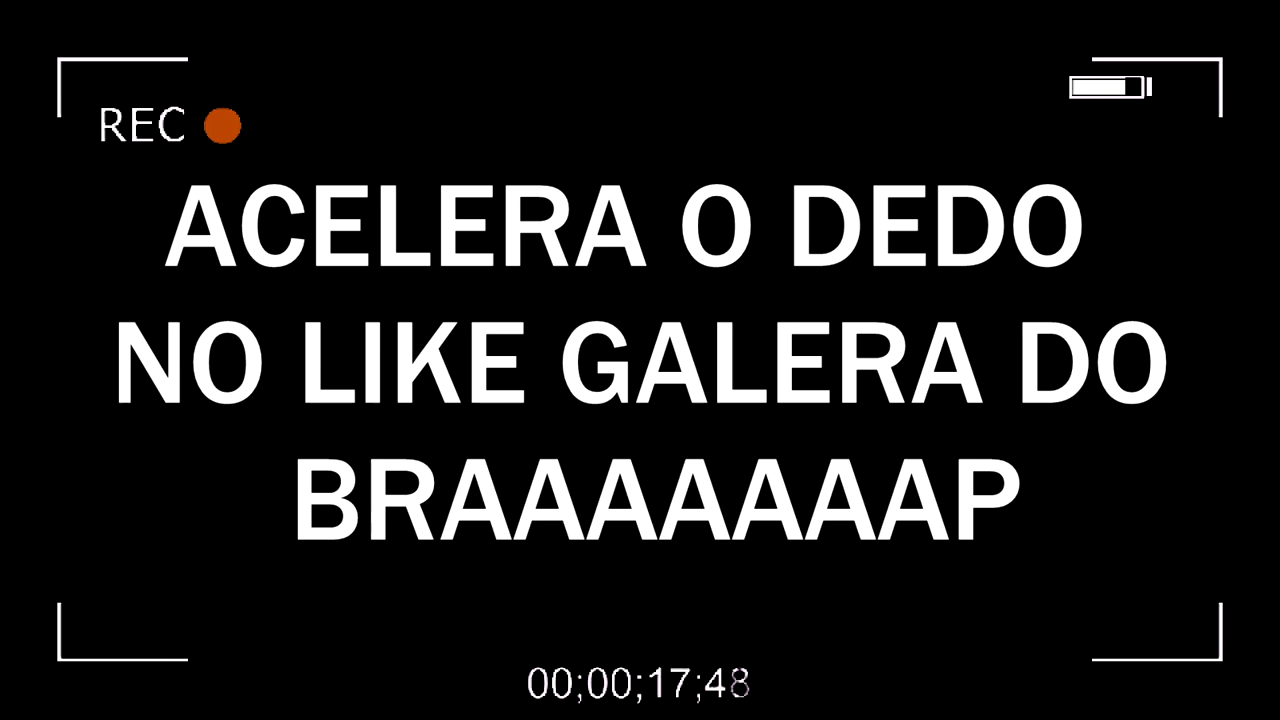 REC
ACELERA O DEDO
NO LIKE GALERA DO
BRAAAAAAAP
00;00;17;48